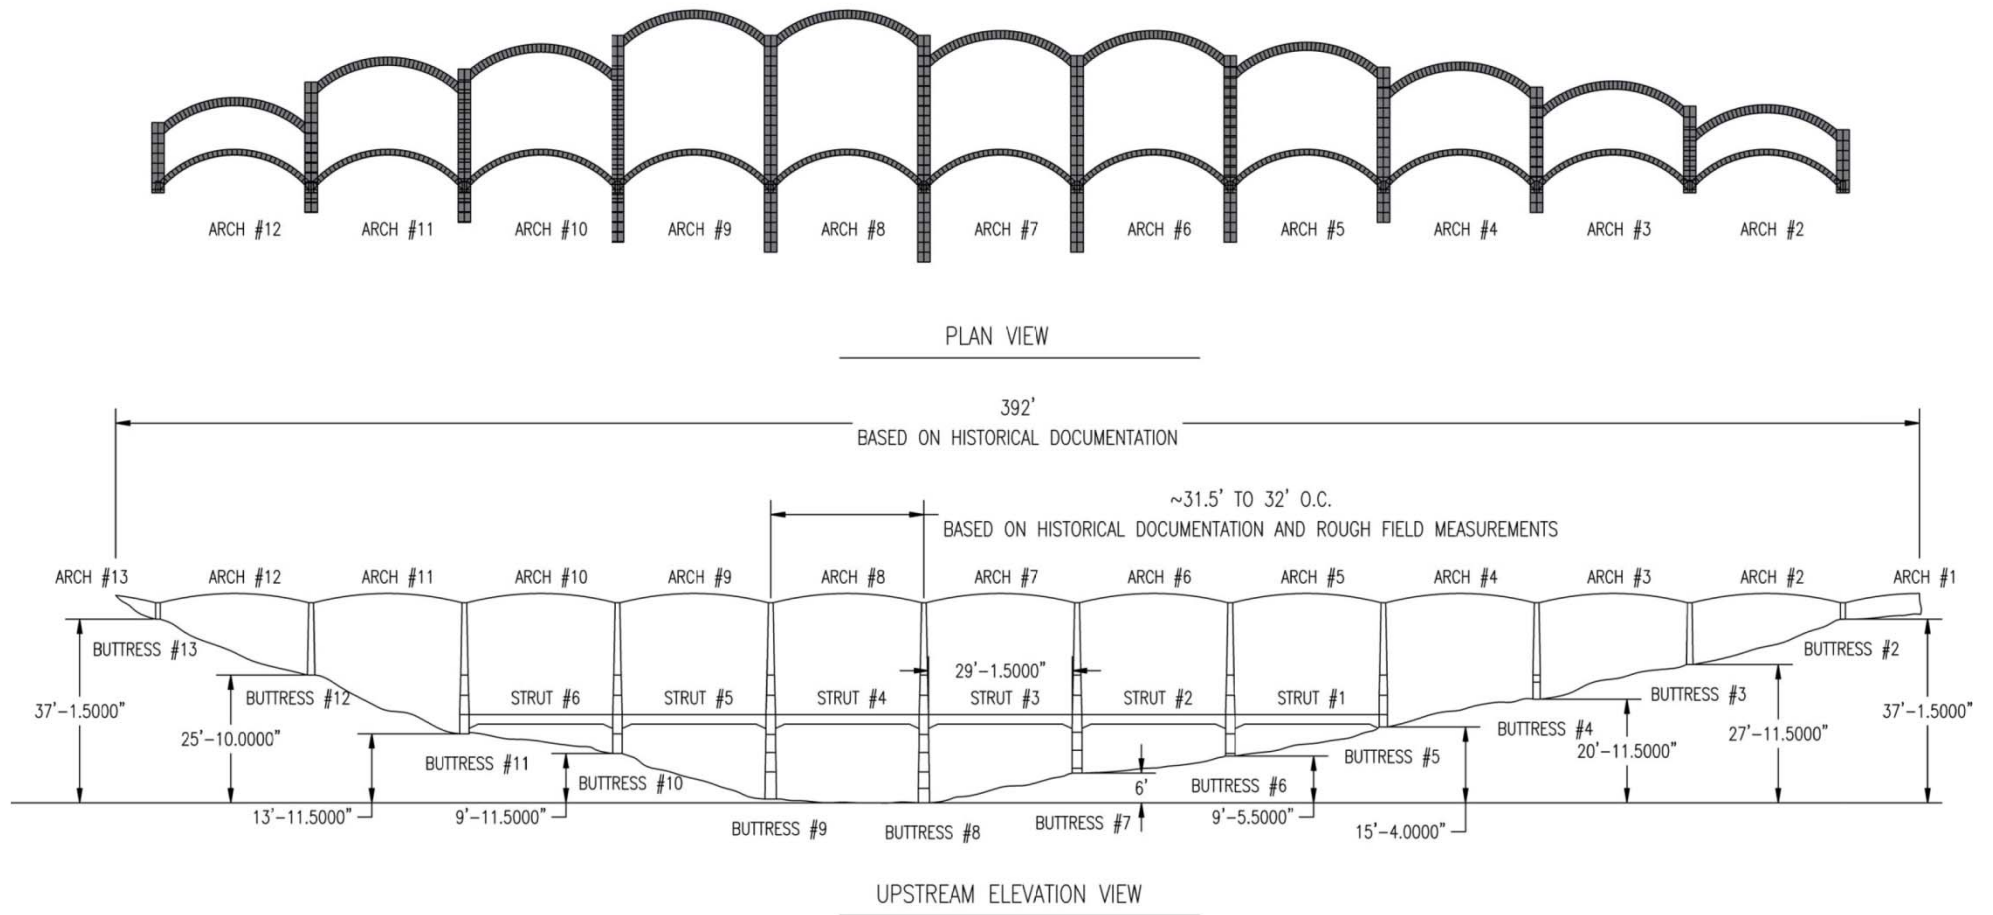 ARCH #12 ARCH #11 ARCH #10 ARCH #9 ARCH #8 ARCH #7 ARCH #6 ARCH #5 ARCH #4 ARCH #3 ARCH #2
PLAN VIEW
392'
BASED ON HISTORICAL DOCUMENTATION
~31.5' TO 32' O.C.
BASED ON HISTORICAL DOCUMENTATION AND ROUGH FIELD MEASUREMENTS
ARCH #13 ARCH #12 ARCH #11 ARCH #10 ARCH #9 ARCH #8 ARCH #7 ARCH #6 ARCH #5 ARCH #4 ARCH #3 ARCH #2 ARCH #1
BUTTRESS #13
BUTTRESS #2
29'-1.5000"
BUTTRESS #12
STRUT #6 STRUT #5 STRUT #4 STRUT #3 STRUT #2 STRUT #1
BUTTRESS #3
37'-1.5000"
37'-1.5000"
BUTTRESS #4
25'-10.0000"
27'-11.5000"
20'-11.5000"
BUTTRESS #11
BUTTRESS #5
BUTTRESS #10
6'
BUTTRESS #6
13'-11.5000"
9'-11.5000"
9'-5.5000"
BUTTRESS #9
BUTTRESS #8
BUTTRESS #7
15'-4.0000"
UPSTREAM ELEVATION VIEW